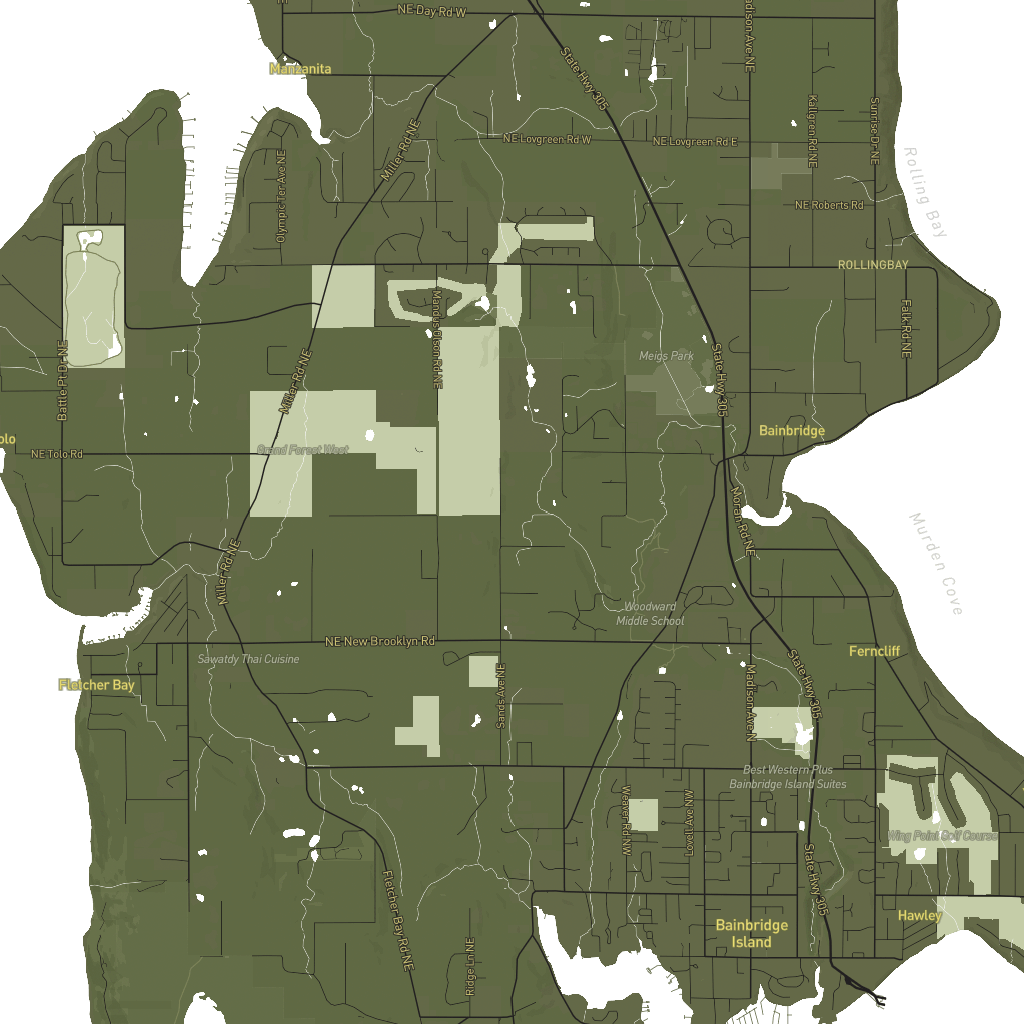 NE Day Rd W
Madison Ave NE
State Hwy 305
Manzanita
Miller Rd NE
Kallgren Rd NE
Sunrise Dr NE
NE Lovgreen Rd W
NE Lovgreen Rd E
Olympic Ter Ave NE
Rolling Bay
NE Roberts Rd
ROLLINGBAY
Mandus Olson Rd NE
Falk Rd NE
Battle Pt Dr NE
Miller Rd NE
Meigs Park
State Hwy 305
Bainbridge
olo
NE Tolo Rd
Grand Forest West
Moran Rd NE
Murden Cove
Miller Rd NE
Woodward
Middle School
NE New Brooklyn Rd
Sawatdy Thai Cuisine
Ferncliff
Fletcher Bay
Sands Ave NE
Madison Ave N
State Hwy 305
Best Western Plus
Bainbridge Island Suites
Weaver Rd NW
Lovell Ave NW
Wing Point Golf Course
State Hwy 305
Fletcher Bay Rd NE
Hawley
Bainbridge
Island
Ridge Ln NE